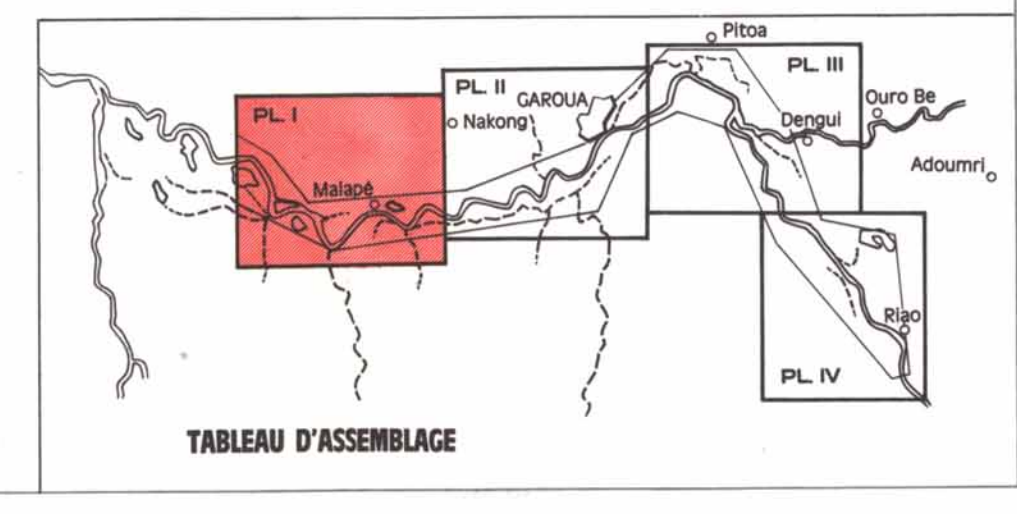 Pitoa
PL. III
PL. II
GAROUA
Ouro Be
PL. I
Nakong
Dengui
Adoumri
Malapé
Riao
PL. IV
TABLEAU D'ASSEMBLAGE